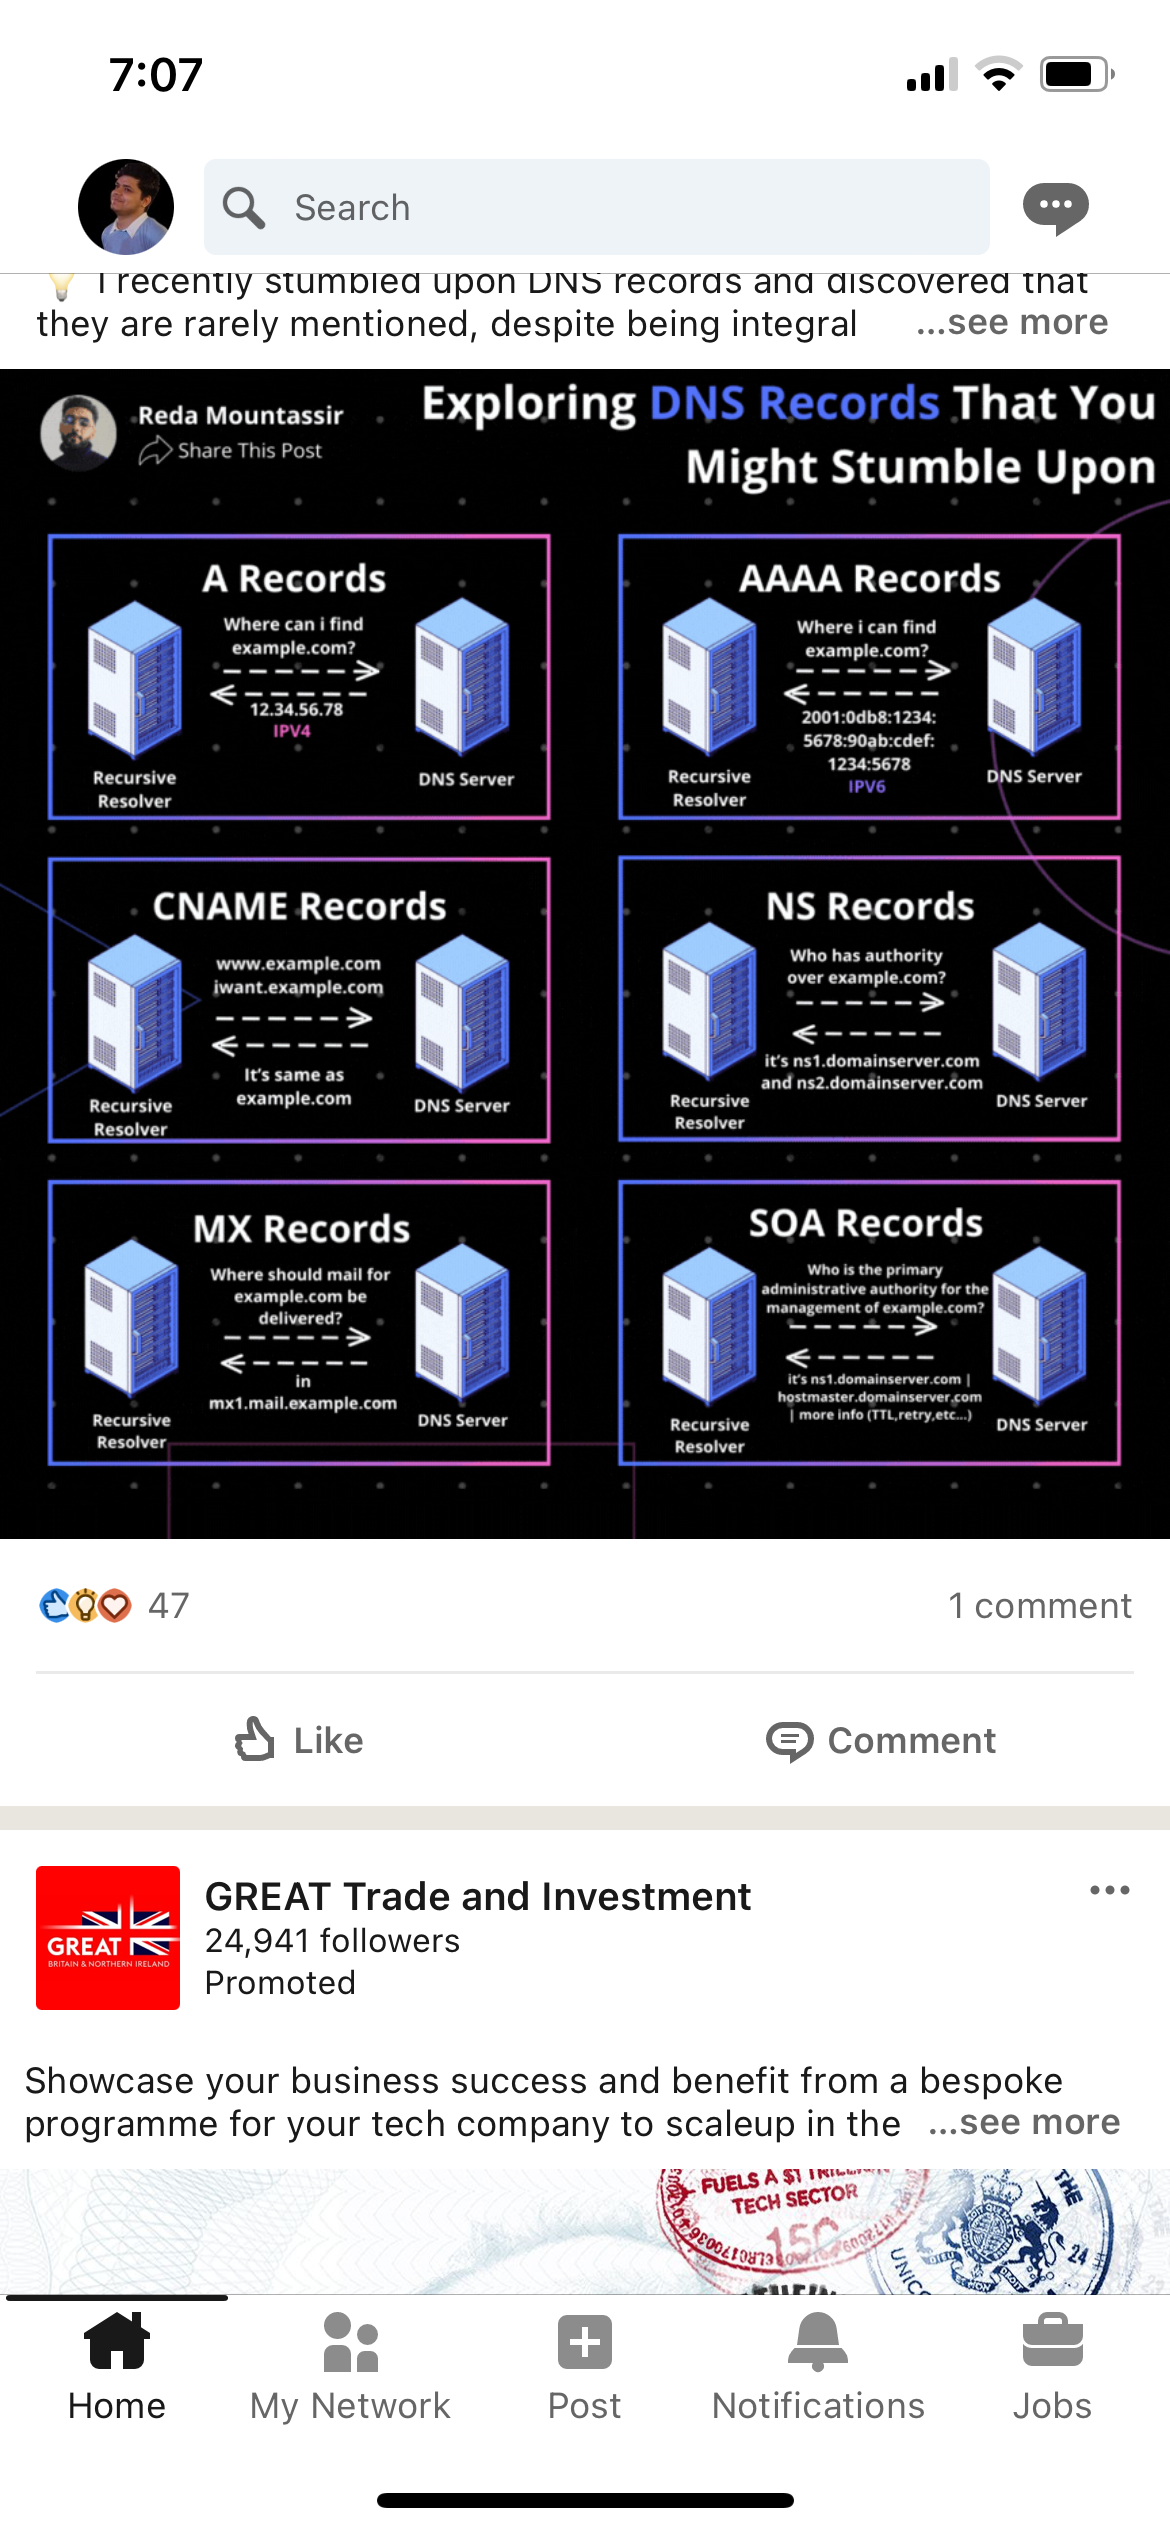 7:07
Search
I recently stumbled upon DNS records and discovered that
they are rarely mentioned, despite being integral ...see more
Reda Mountassir
Share This Post
Exploring DNS Records That You
Might Stumble Upon
A Records
Where can i find
example.com?
12.34.56.78
IPV4
Recursive
Resolver
DNS Server
AAAA Records
Where i can find
example.com?
2001:0db8:1234:
5678:90ab:cdef:
1234:5678
IPV6
Recursive
Resolver
DNS Server
CNAME Records
www.example.com
iwant.example.com
It's same as
example.com
Recursive
Resolver
DNS Server
NS Records
Who has authority
over example.com?
it's ns1.domainserver.com
and ns2.domainserver.com
Recursive
Resolver
DNS Server
MX Records
Where should mail for
example.com be
delivered?
in
mx1.mail.example.com
Recursive
Resolver
DNS Server
SOA Records
Who is the primary
administrative authority for the
management of example.com?
it's ns1.domainserver.com |
hostmaster.domainserver.com
| more info (TTL,retry,etc...)
Recursive
Resolver
DNS Server
47
1 comment
Like
Comment
GREAT
BRITAIN & NORTHERN IRELAND
GREAT Trade and Investment
24,941 followers
Promoted
Showcase your business success and benefit from a bespoke
programme for your tech company to scaleup in the ...see more
FUELS A $1 TRILLION
TECH SECTOR
THE
24
Home
My Network
Post
Notifications
Jobs